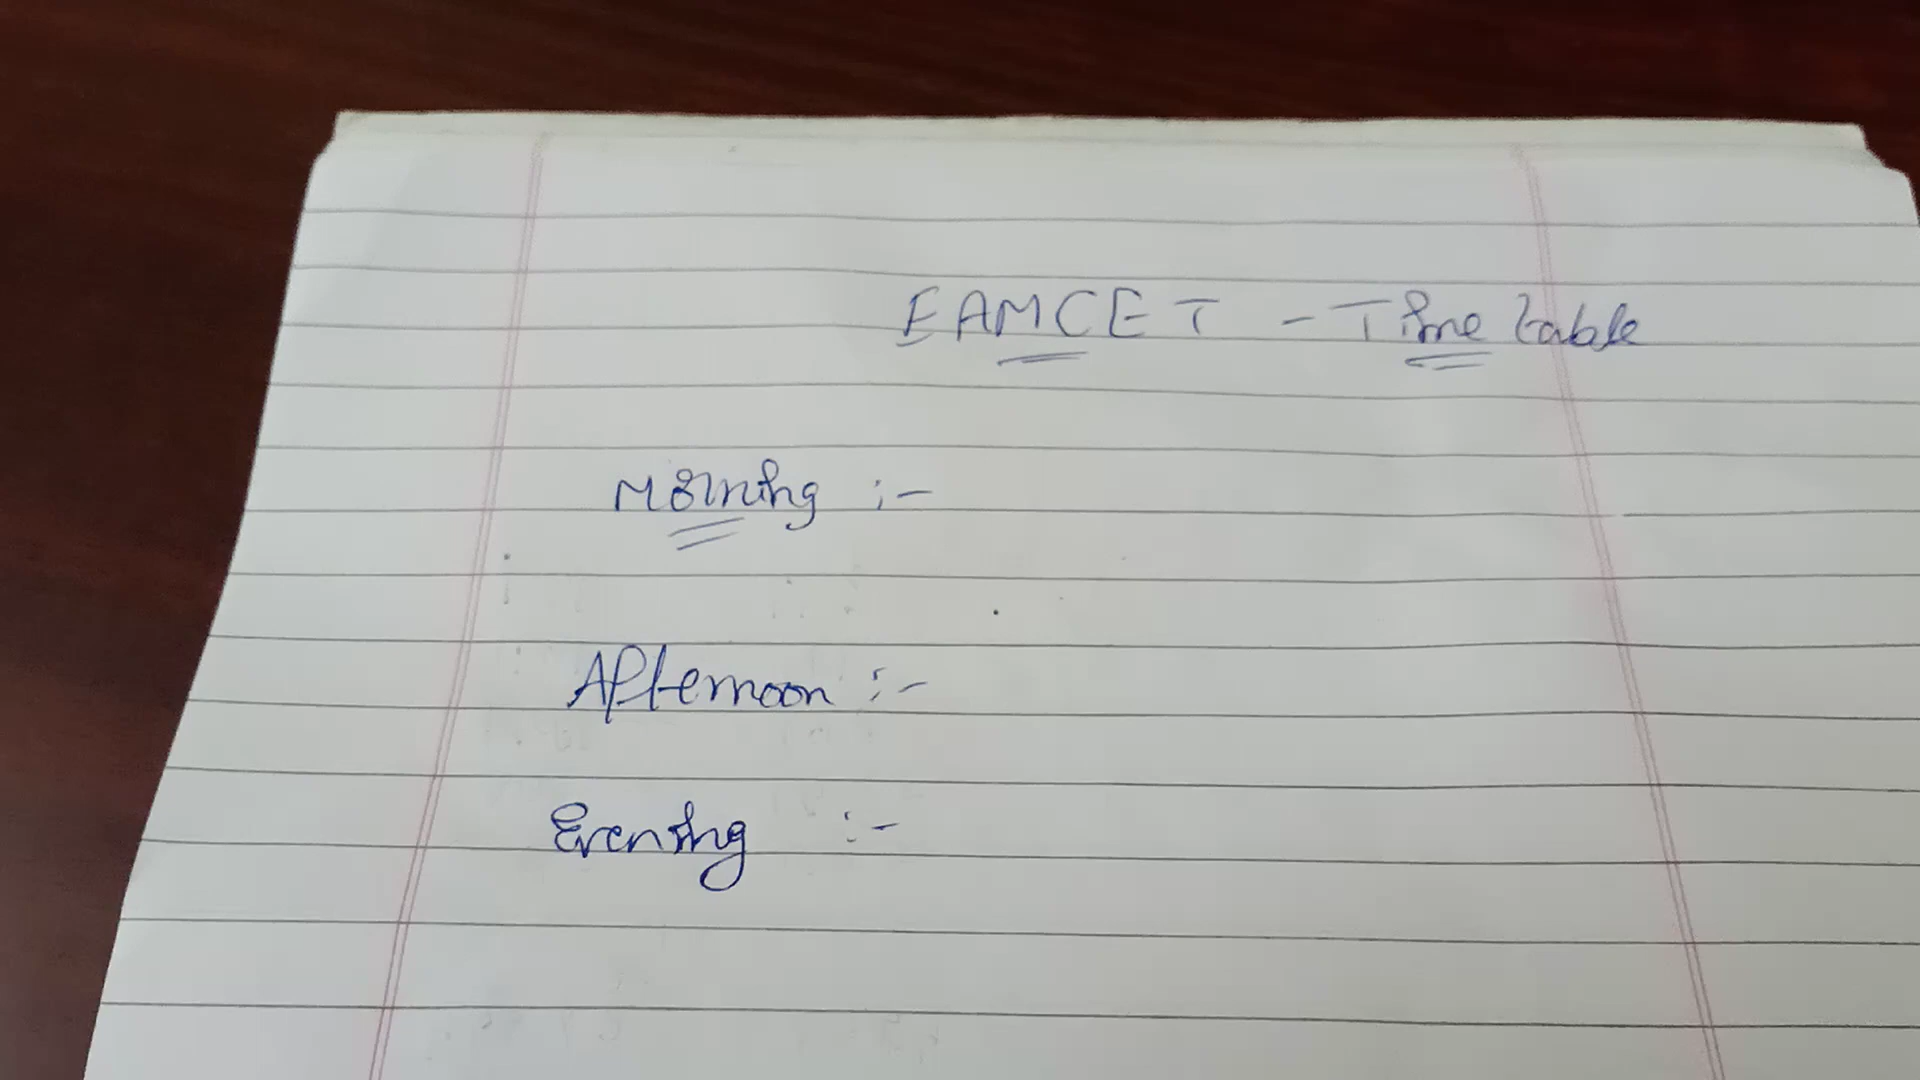 EAMCET - Time table
Morning :-
Afternoon :-
Evening :-